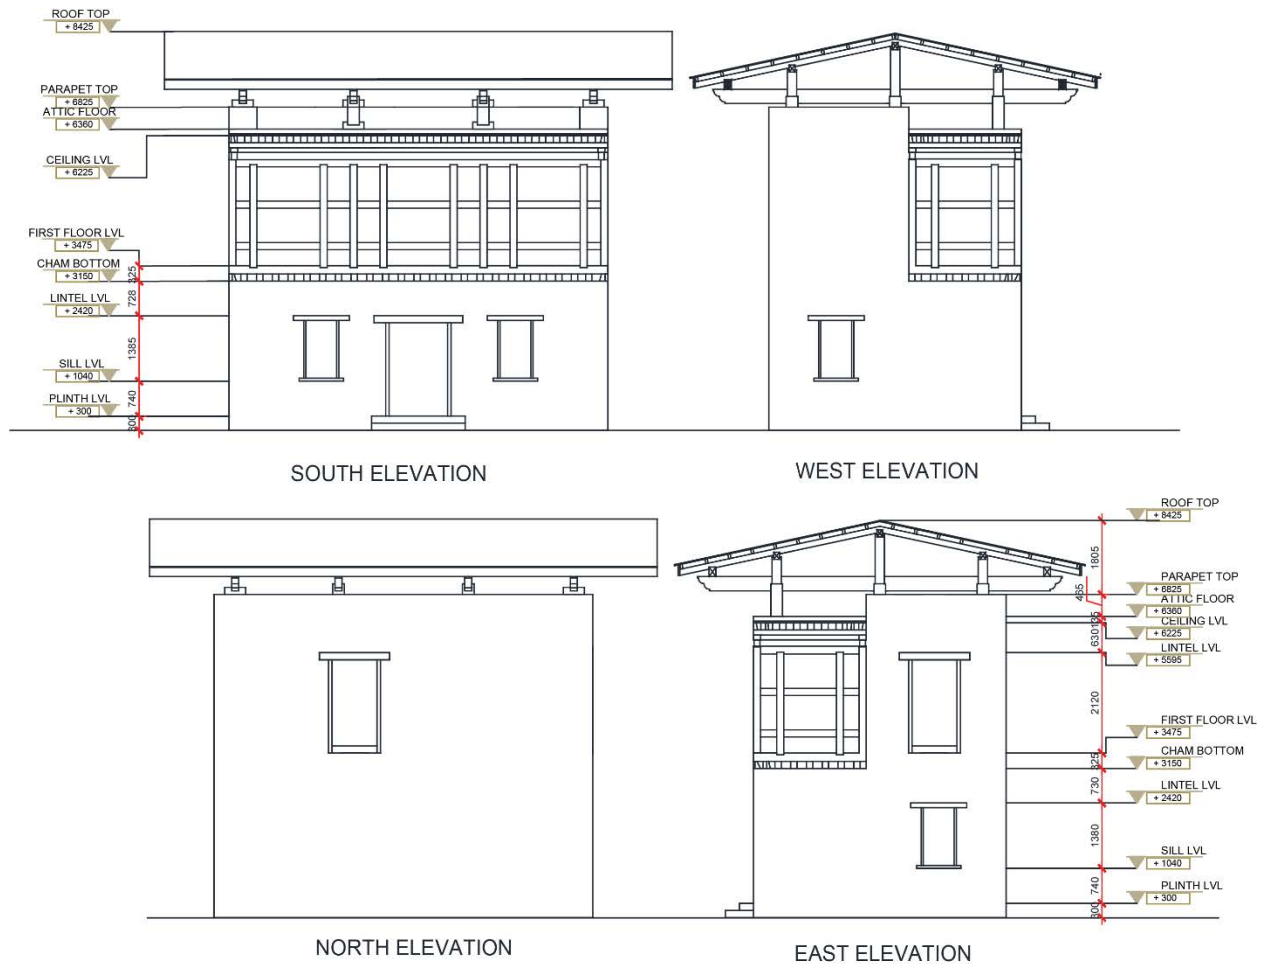 ROOF TOP
+ 8425
PARAPET TOP
+ 6825
ATTIC FLOOR
+ 6360
CEILING LVL
+ 6225
FIRST FLOOR LVL
+ 3475
CHAM BOTTOM
+ 3150
325
728
LINTEL LVL
+ 2420
1385
SILL LVL
+ 1040
740
PLINTH LVL
+ 300
300
SOUTH ELEVATION
WEST ELEVATION
ROOF TOP
+ 8425
1805
PARAPET TOP
+ 6825
465
ATTIC FLOOR
+ 6360
135
CEILING LVL
+ 6225
630
LINTEL LVL
+ 5595
2120
FIRST FLOOR LVL
+ 3475
325
CHAM BOTTOM
+ 3150
730
LINTEL LVL
+ 2420
1380
SILL LVL
+ 1040
740
PLINTH LVL
+ 300
300
NORTH ELEVATION
EAST ELEVATION